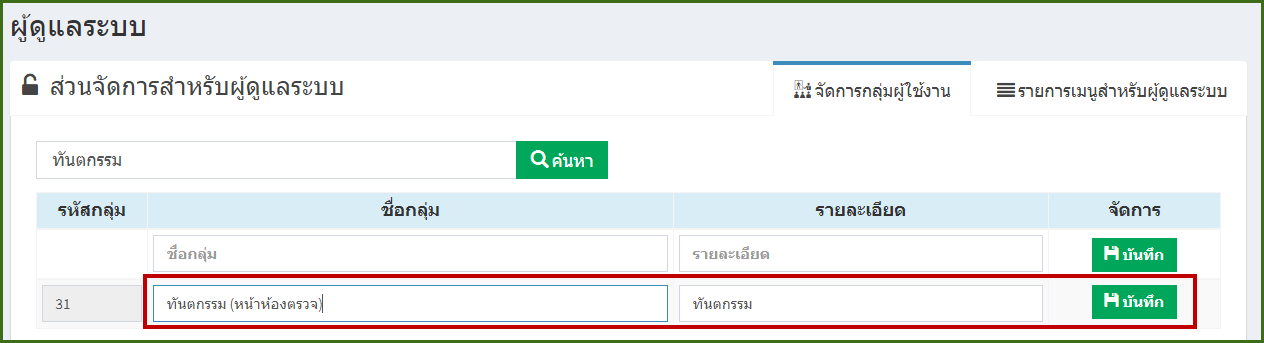 ผู้ดูแลระบบ
ส่วนจัดการสำหรับผู้ดูแลระบบ
จัดการกลุ่มผู้ใช้งาน
รายการเมนูสำหรับผู้ดูแลระบบ
ทันตกรรม
ค้นหา
รหัสกลุ่ม ชื่อกลุ่ม รายละเอียด จัดการ
ชื่อกลุ่ม รายละเอียด บันทึก
31 ทันตกรรม (หน้าห้องตรวจ) ทันตกรรม บันทึก